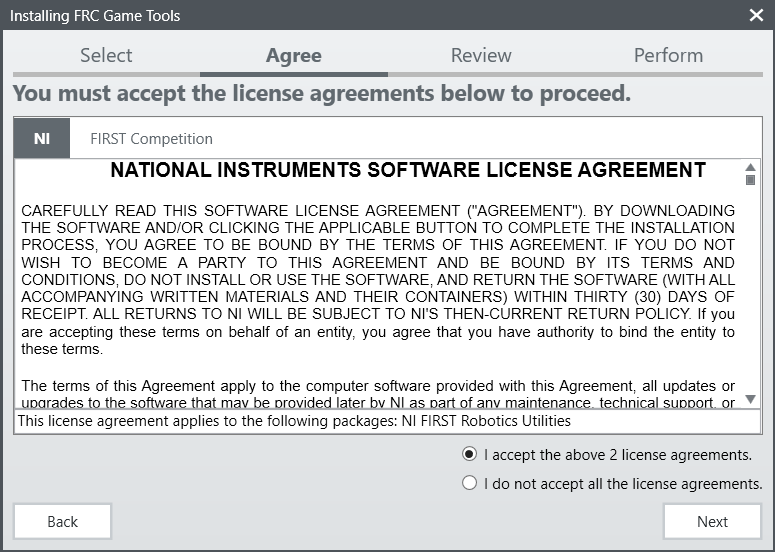 Installing FRC Game Tools
Select Agree Review Perform
You must accept the license agreements below to proceed.
NI FIRST Competition
NATIONAL INSTRUMENTS SOFTWARE LICENSE AGREEMENT
CAREFULLY READ THIS SOFTWARE LICENSE AGREEMENT ("AGREEMENT"). BY DOWNLOADING
THE SOFTWARE AND/OR CLICKING THE APPLICABLE BUTTON TO COMPLETE THE INSTALLATION
PROCESS, YOU AGREE TO BE BOUND BY THE TERMS OF THIS AGREEMENT. IF YOU DO NOT
WISH TO BECOME A PARTY TO THIS AGREEMENT AND BE BOUND BY ITS TERMS AND
CONDITIONS, DO NOT INSTALL OR USE THE SOFTWARE, AND RETURN THE SOFTWARE (WITH ALL
ACCOMPANYING WRITTEN MATERIALS AND THEIR CONTAINERS) WITHIN THIRTY (30) DAYS OF
RECEIPT. ALL RETURNS TO NI WILL BE SUBJECT TO NI'S THEN-CURRENT RETURN POLICY. If you
are accepting these terms on behalf of an entity, you agree that you have authority to bind the entity to
these terms.
The terms of this Agreement apply to the computer software provided with this Agreement, all updates or
upgrades to the software that may be provided later by NI as part of any maintenance, technical support, or
This license agreement applies to the following packages: NI FIRST Robotics Utilities
I accept the above 2 license agreements.
I do not accept all the license agreements.
Back Next